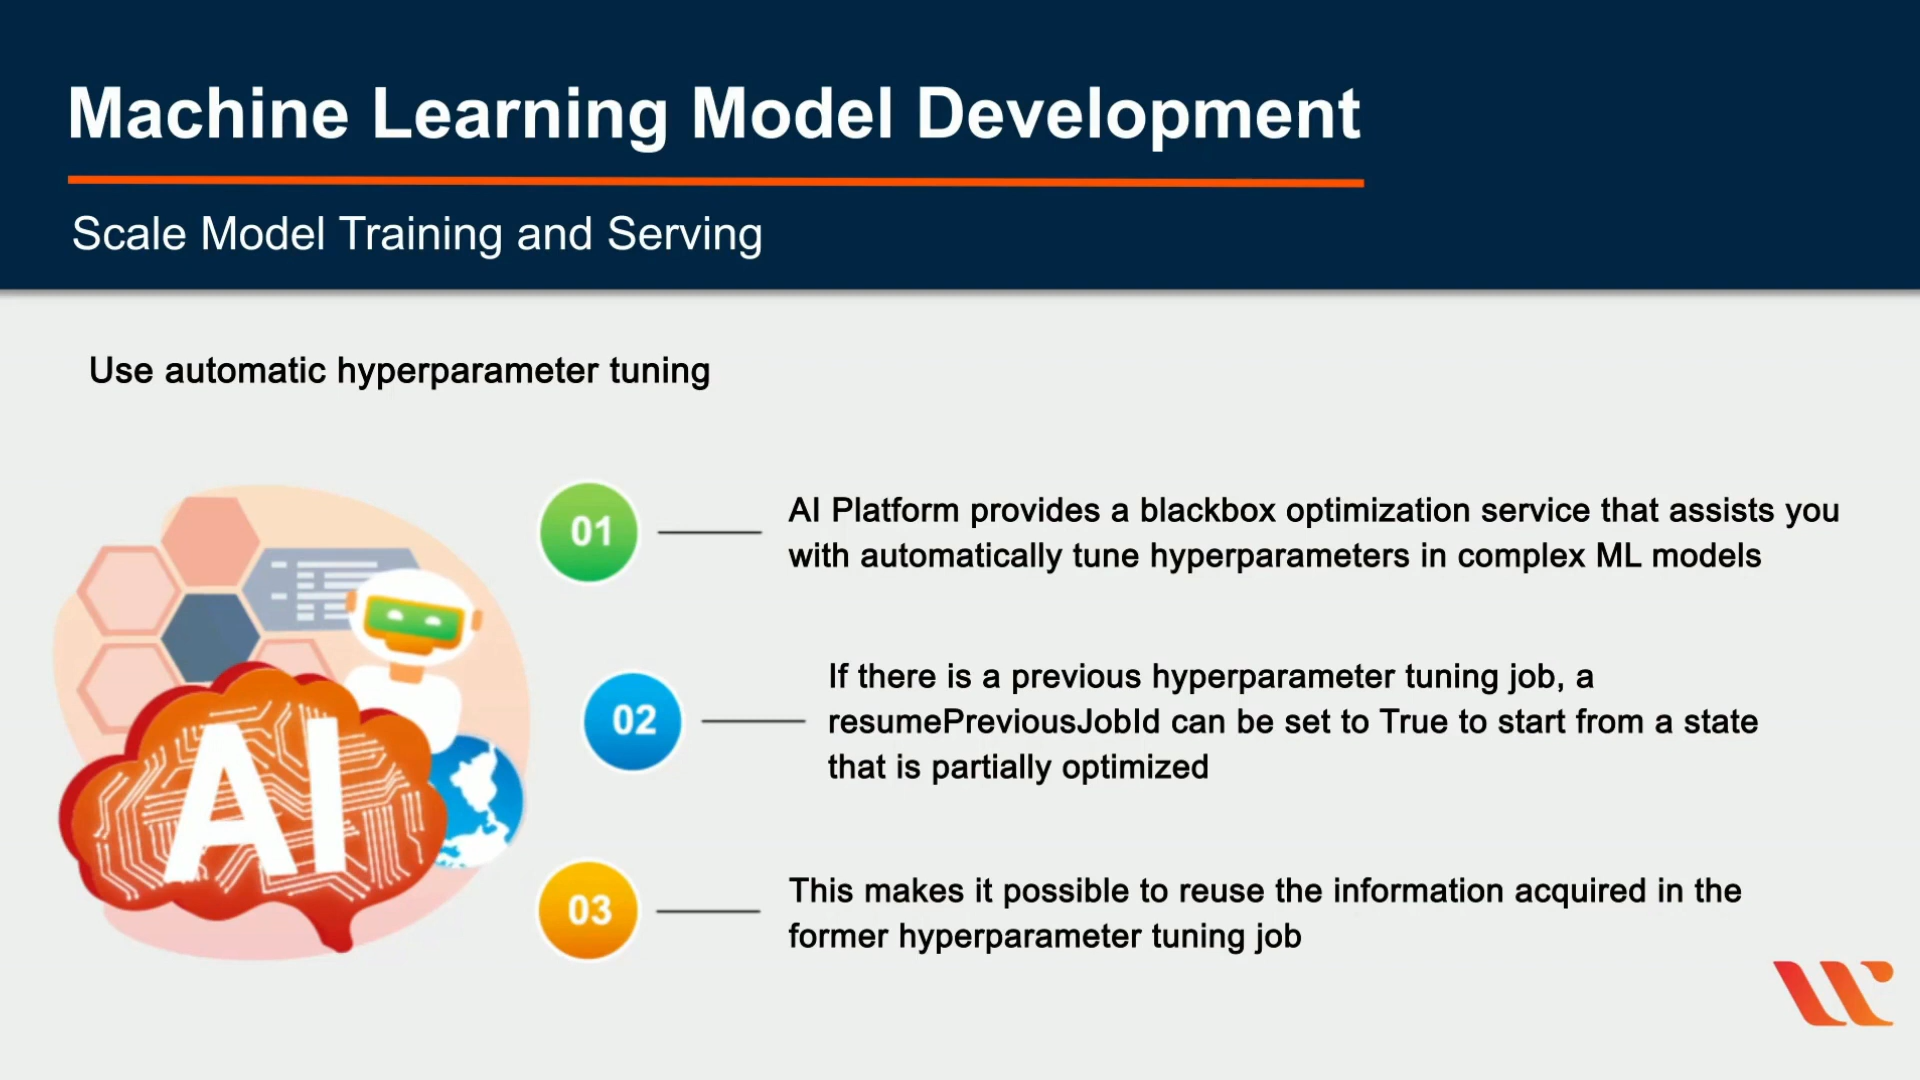 Machine Learning Model Development
Scale Model Training and Serving
Use automatic hyperparameter tuning
01
AI Platform provides a blackbox optimization service that assists you
with automatically tune hyperparameters in complex ML models
02
If there is a previous hyperparameter tuning job, a
resumePreviousJobId can be set to True to start from a state
that is partially optimized
AI
03
This makes it possible to reuse the information acquired in the
former hyperparameter tuning job